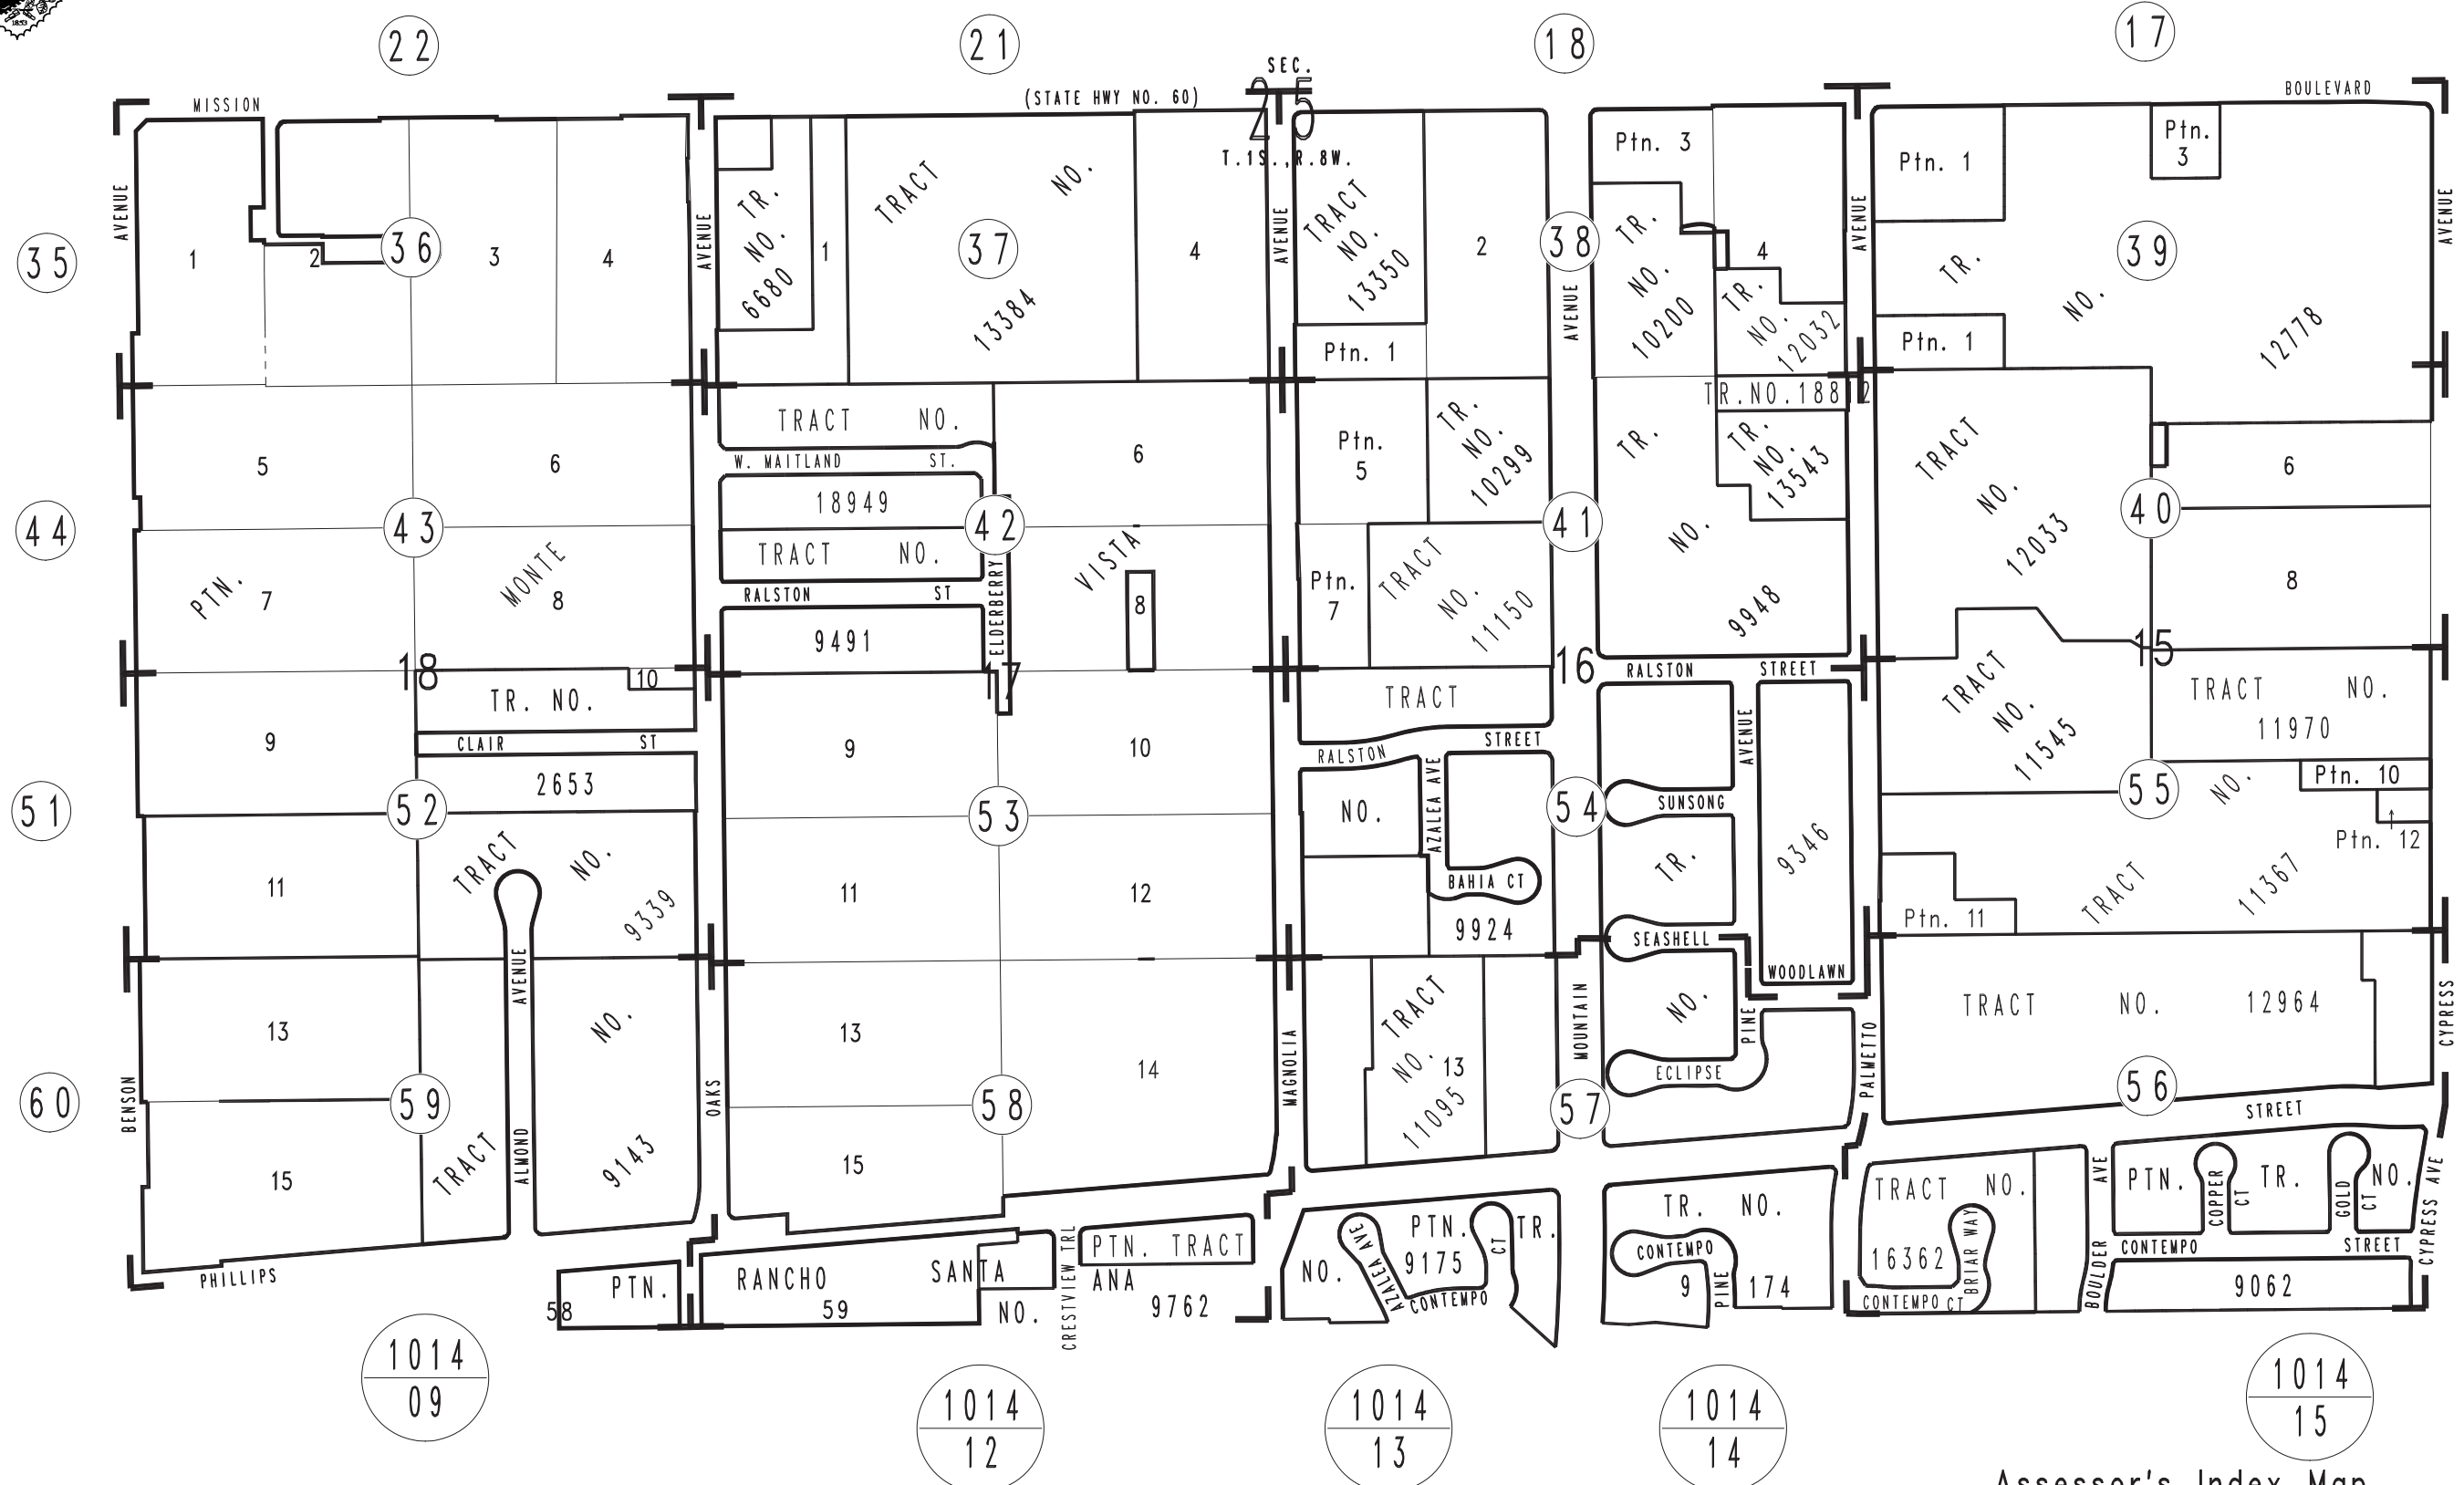 1853
22
21
18
17
SEC.
25
T.1S.,R.8W.
MISSION
(STATE HWY NO. 60)
BOULEVARD
AVENUE
AVENUE
AVENUE
AVENUE
AVENUE
AVENUE
35
1
2
36
3
4
TR.
NO.
6680
1
TRACT
NO.
37
13384
4
TRACT
NO.
13350
Ptn. 1
2
38
Ptn. 3
TR.
NO.
10200
4
TR.
NO.
12032
Ptn. 1
Ptn.
3
39
TR.
NO.
12778
Ptn. 1
44
5
6
43
PTN.
7
MONTE
8
TRACT NO.
W. MAITLAND ST.
18949
42
TRACT NO.
RALSTON ST
9491
ELDERBERRY
6
VISTA
8
Ptn.
5
TR.
NO.
10299
41
Ptn.
7
TRACT
NO.
11150
TR.
NO.
9948
TR.NO.18812
TR.
NO.
13543
TRACT
NO.
12033
40
6
8
18
17
16
15
51
9
TR. NO.
10
CLAIR ST
2653
52
11
TRACT
NO.
9339
9
10
53
11
12
TRACT
RALSTON STREET
NO.
AZALEA AVE
BAHIA CT
9924
54
RALSTON STREET
AVENUE
SUNSONG
TR.
9346
SEASHELL
WOODLAWN
TRACT
NO.
11545
TRACT NO.
11970
55
NO.
Ptn. 10
Ptn. 12
Ptn. 11
TRACT
11367
60
BENSON
13
59
15
AVENUE
ALMOND
NO.
TRACT
9143
OAKS
13
14
58
15
MAGNOLIA
TRACT
NO. 13
11095
MOUNTAIN
57
NO.
PINE
ECLIPSE
PALMETTO
TRACT NO. 12964
56
CYPRESS
STREET
PHILLIPS
PTN.
58
RANCHO SANTA ANA
59
NO.
CRESTVIEW TRL
PTN. TRACT
9762
NO.
AZALEA AVE
PTN.
9175
CT
TR.
CONTEMPO
TR. NO.
CONTEMPO
9 174
PINE
TRACT NO.
16362
BRIAR WAY
CONTEMPO CT
BOULDER AVE
PTN.
COPPER CT
TR.
GOLD CT
NO.
CONTEMPO STREET
9062
CYPRESS AVE
1014
09
1014
12
1014
13
1014
14
1014
15
Assessor's Index Map